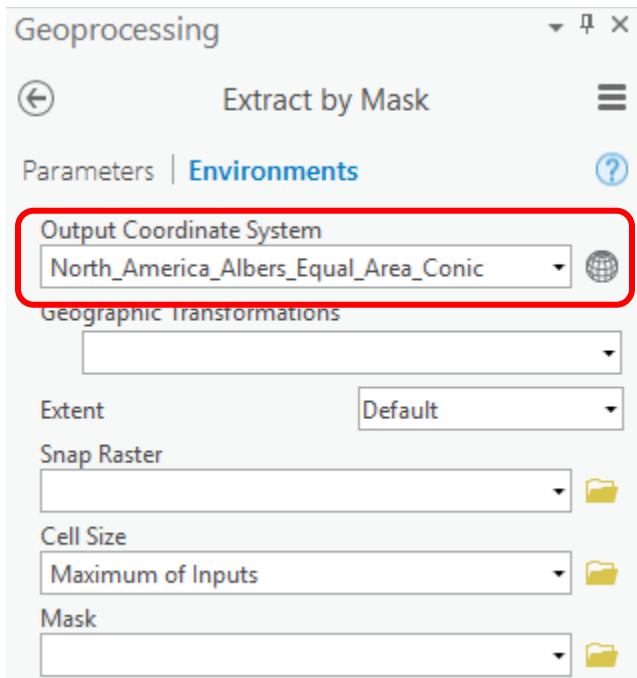 Geoprocessing
Extract by Mask
Parameters | Environments
Output Coordinate System
North_America_Albers_Equal_Area_Conic
Geographic Transformations
Extent Default
Snap Raster
Cell Size
Maximum of Inputs
Mask